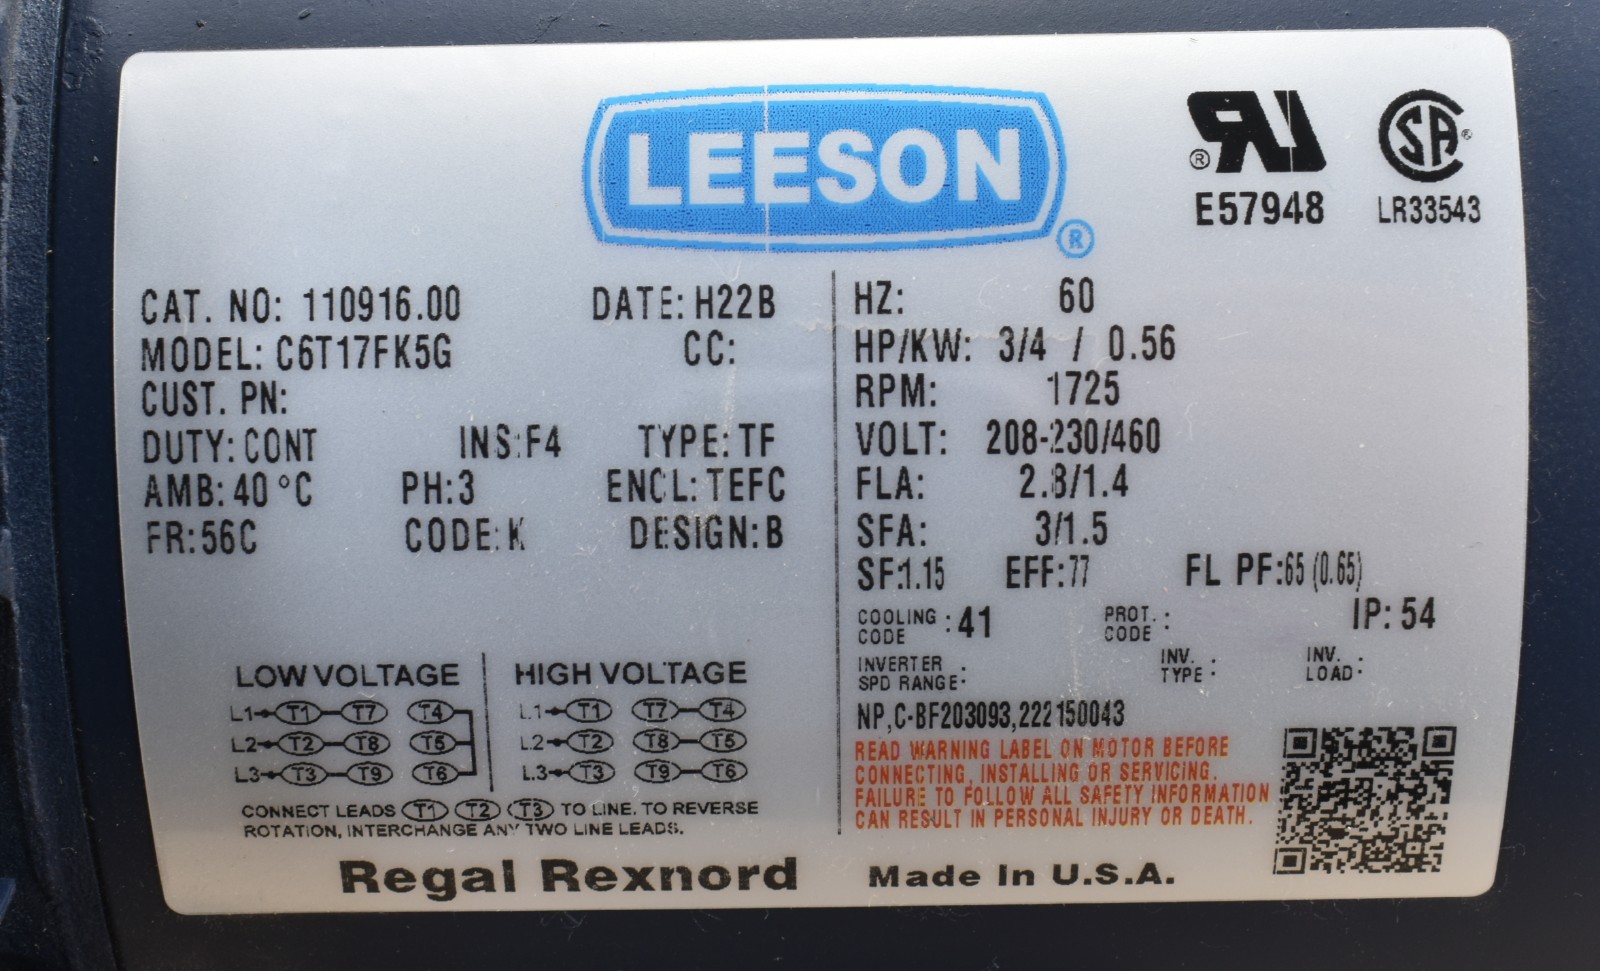 LEESON
®
UR
®
E57948
SA
®
LR33543
CAT. NO: 110916.00 DATE: H22B
MODEL: C6T17FK5G CC:
CUST. PN:
DUTY: CONT INS:F4 TYPE: TF
AMB: 40 °C PH:3 ENCL: TEFC
FR:56C CODE: K DESIGN: B
LOW VOLTAGE
L1 T1 T7 T4
L2 T2 T8 T5
L3 T3 T9 T6
HIGH VOLTAGE
L1 T1 T7 T4
L2 T2 T8 T5
L3 T3 T9 T6
CONNECT LEADS T1 T2 T3 TO LINE. TO REVERSE
ROTATION, INTERCHANGE ANY TWO LINE LEADS.
HZ: 60
HP/KW: 3/4 / 0.56
RPM: 1725
VOLT: 208-230/460
FLA: 2.8/1.4
SFA: 3/1.5
SF:1.15 EFF:77 FL PF:65 (0.65)
COOLING CODE : 41 PROT. CODE : IP: 54
INVERTER SPD RANGE: INV. TYPE : INV. LOAD :
NP,C-BF203093,222150043
READ WARNING LABEL ON MOTOR BEFORE
CONNECTING, INSTALLING OR SERVICING.
FAILURE TO FOLLOW ALL SAFETY INFORMATION
CAN RESULT IN PERSONAL INJURY OR DEATH.
Regal Rexnord Made In U.S.A.